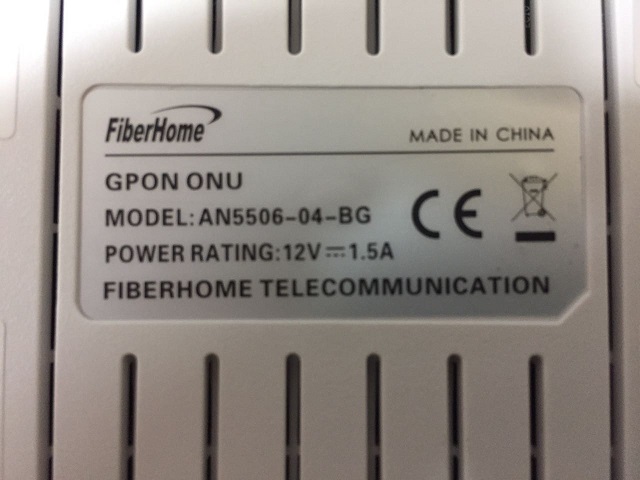 FiberHome
MADE IN CHINA
GPON ONU
MODEL:AN5506-04-BG
CE
POWER RATING:12V⎓1.5A
FIBERHOME TELECOMMUNICATION